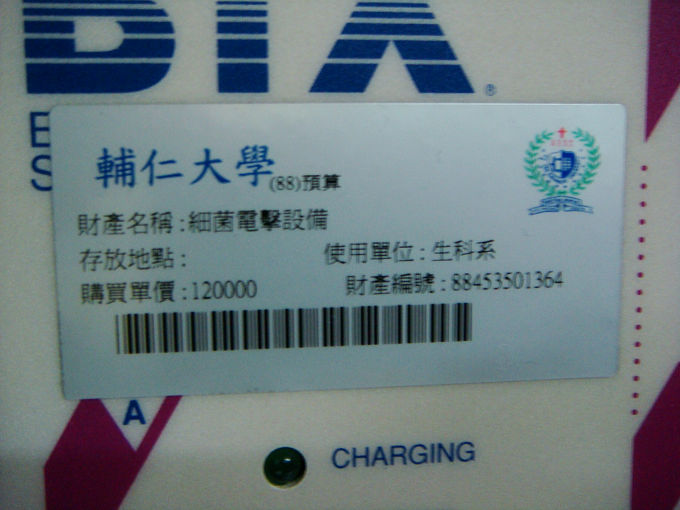 BTX®
E
S
輔仁大學(88)預算
財產名稱:細菌電擊設備
存放地點: 使用單位:生科系
購買單價:120000 財產編號:88453501364
A
CHARGING